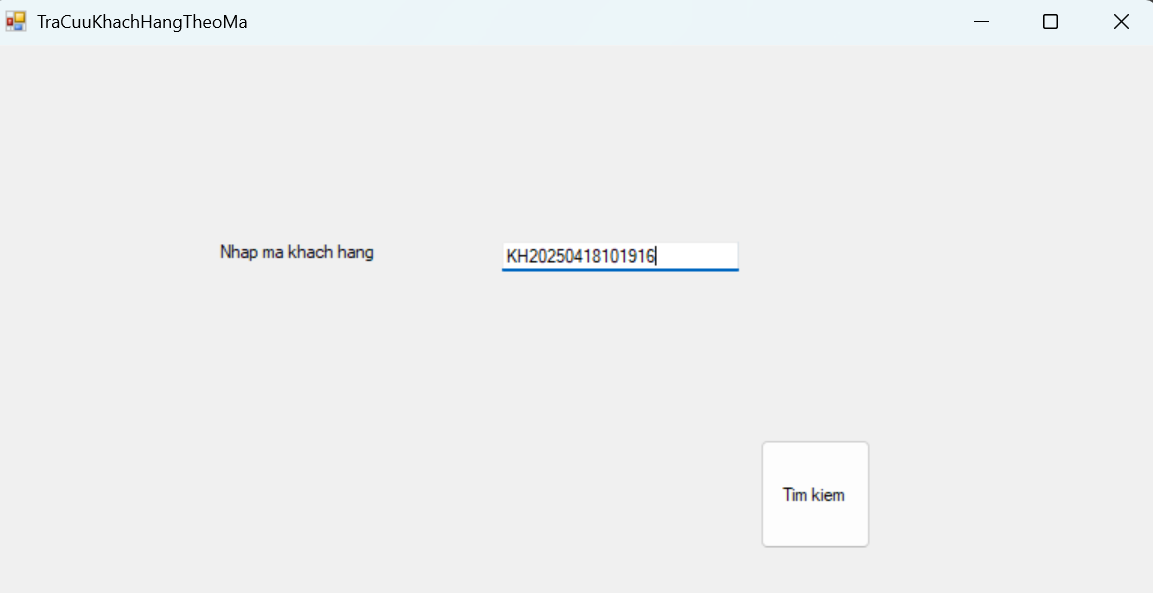 TraCuuKhachHangTheoMa
Nhap ma khach hang
KH20250418101916
Tim kiem